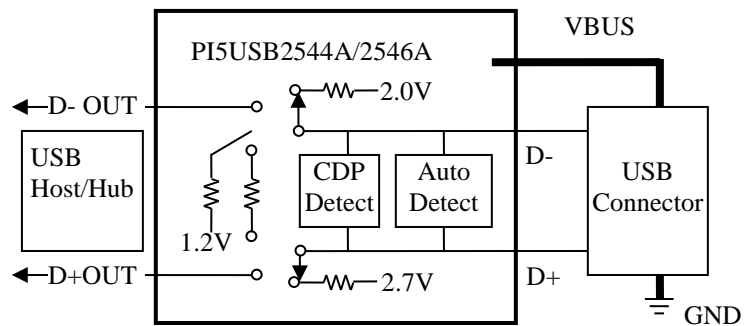 VBUS
PI5USB2544A/2546A
2.0V
D- OUT
USB
Host/Hub
CDP
Detect
Auto
Detect
D-
USB
Connector
1.2V
D+OUT
2.7V
D+
GND